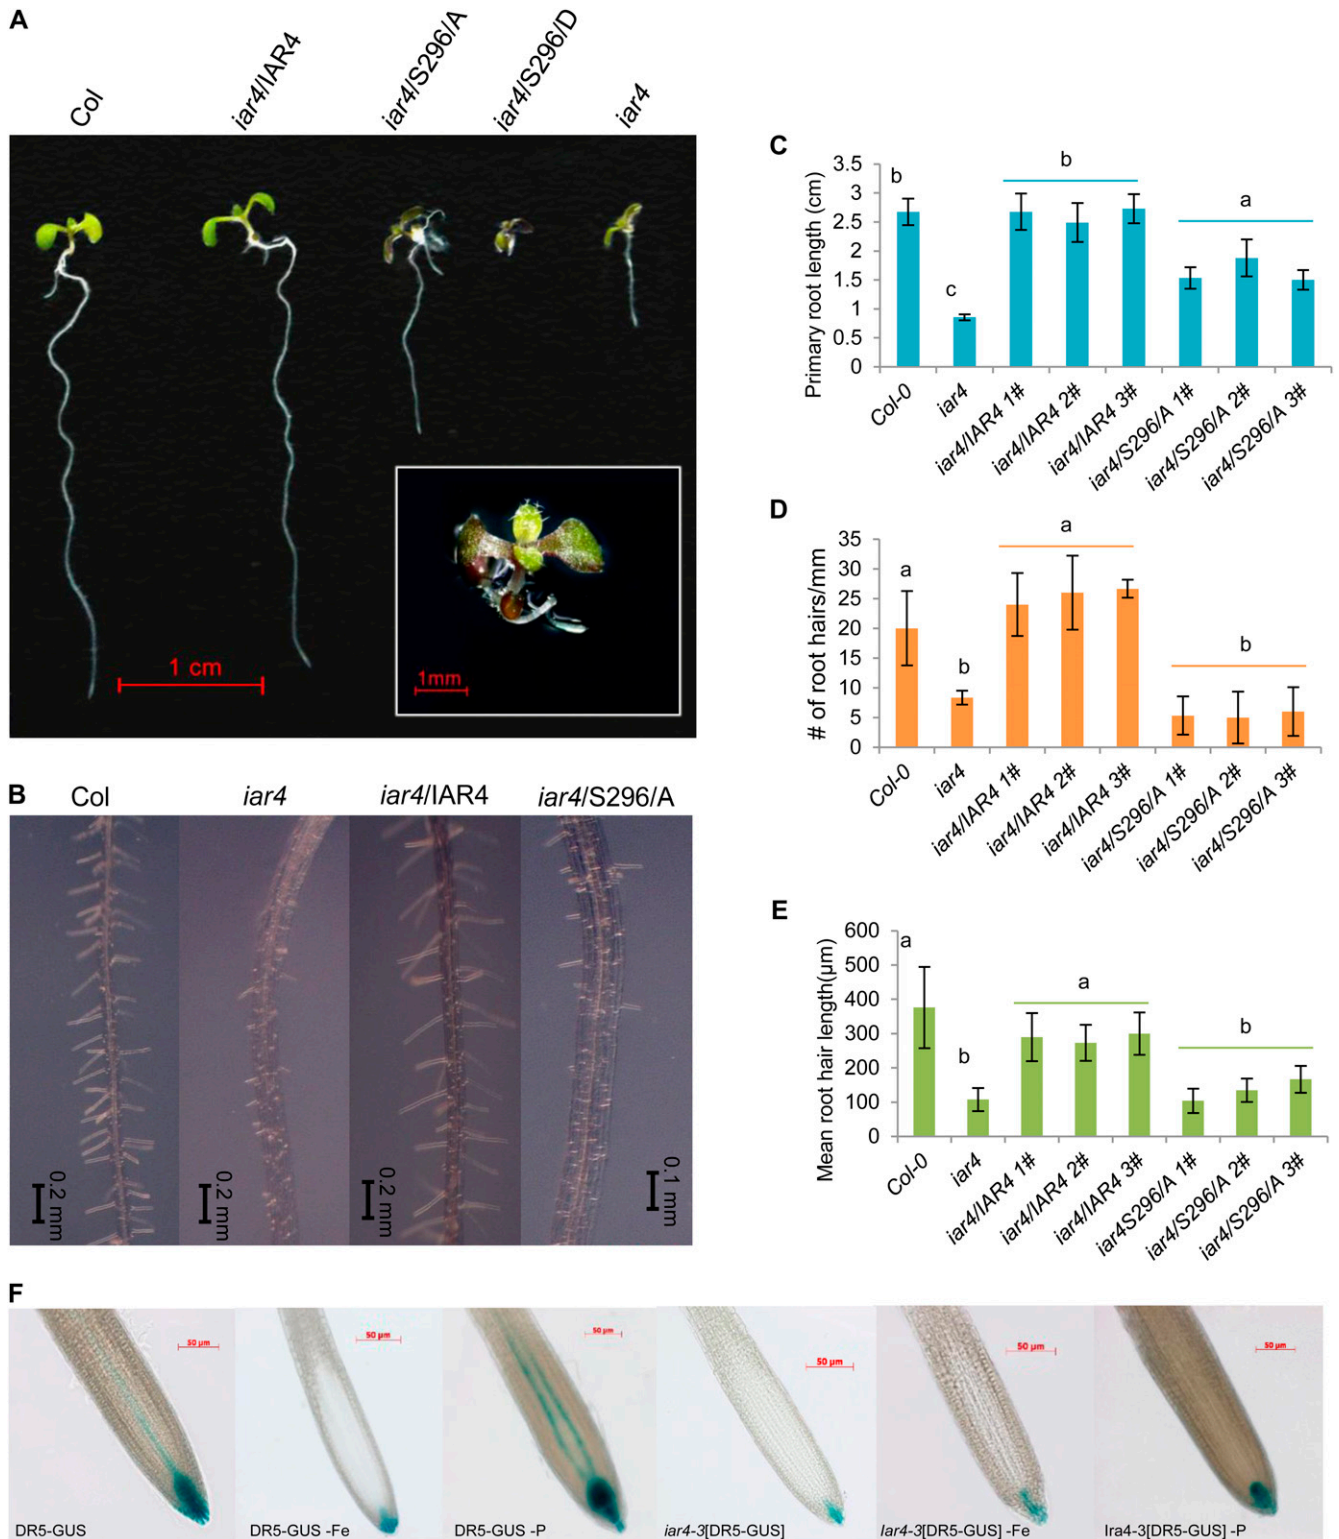 A
Col
iar4/IAR4
iar4/S296/A
iar4/S296/D
iar4
1 cm
1mm
B
Col
iar4
iar4/IAR4
iar4/S296/A
0.2 mm
0.2 mm
0.2 mm
0.1 mm
C
Primary root length (cm)
3.5
3
2.5
2
1.5
1
0.5
0
b
c
b
a
Col-0
iar4
iar4/IAR4 1#
iar4/IAR4 2#
iar4/IAR4 3#
iar4/S296/A 1#
iar4/S296/A 2#
iar4/S296/A 3#
D
# of root hairs/mm
35
30
25
20
15
10
5
0
a
b
a
b
Col-0
iar4
iar4/IAR4 1#
iar4/IAR4 2#
iar4/IAR4 3#
iar4/S296/A 1#
iar4/S296/A 2#
iar4/S296/A 3#
E
Mean root hair length(µm)
600
500
400
300
200
100
0
a
b
a
b
Col-0
iar4
iar4/IAR4 1#
iar4/IAR4 2#
iar4/IAR4 3#
iar4S296/A 1#
iar4/S296/A 2#
iar4/S296/A 3#
F
50 µm
50 µm
50 µm
50 µm
50 µm
50 µm
DR5-GUS
DR5-GUS -Fe
DR5-GUS -P
iar4-3[DR5-GUS]
Iar4-3[DR5-GUS] -Fe
Ira4-3[DR5-GUS] -P